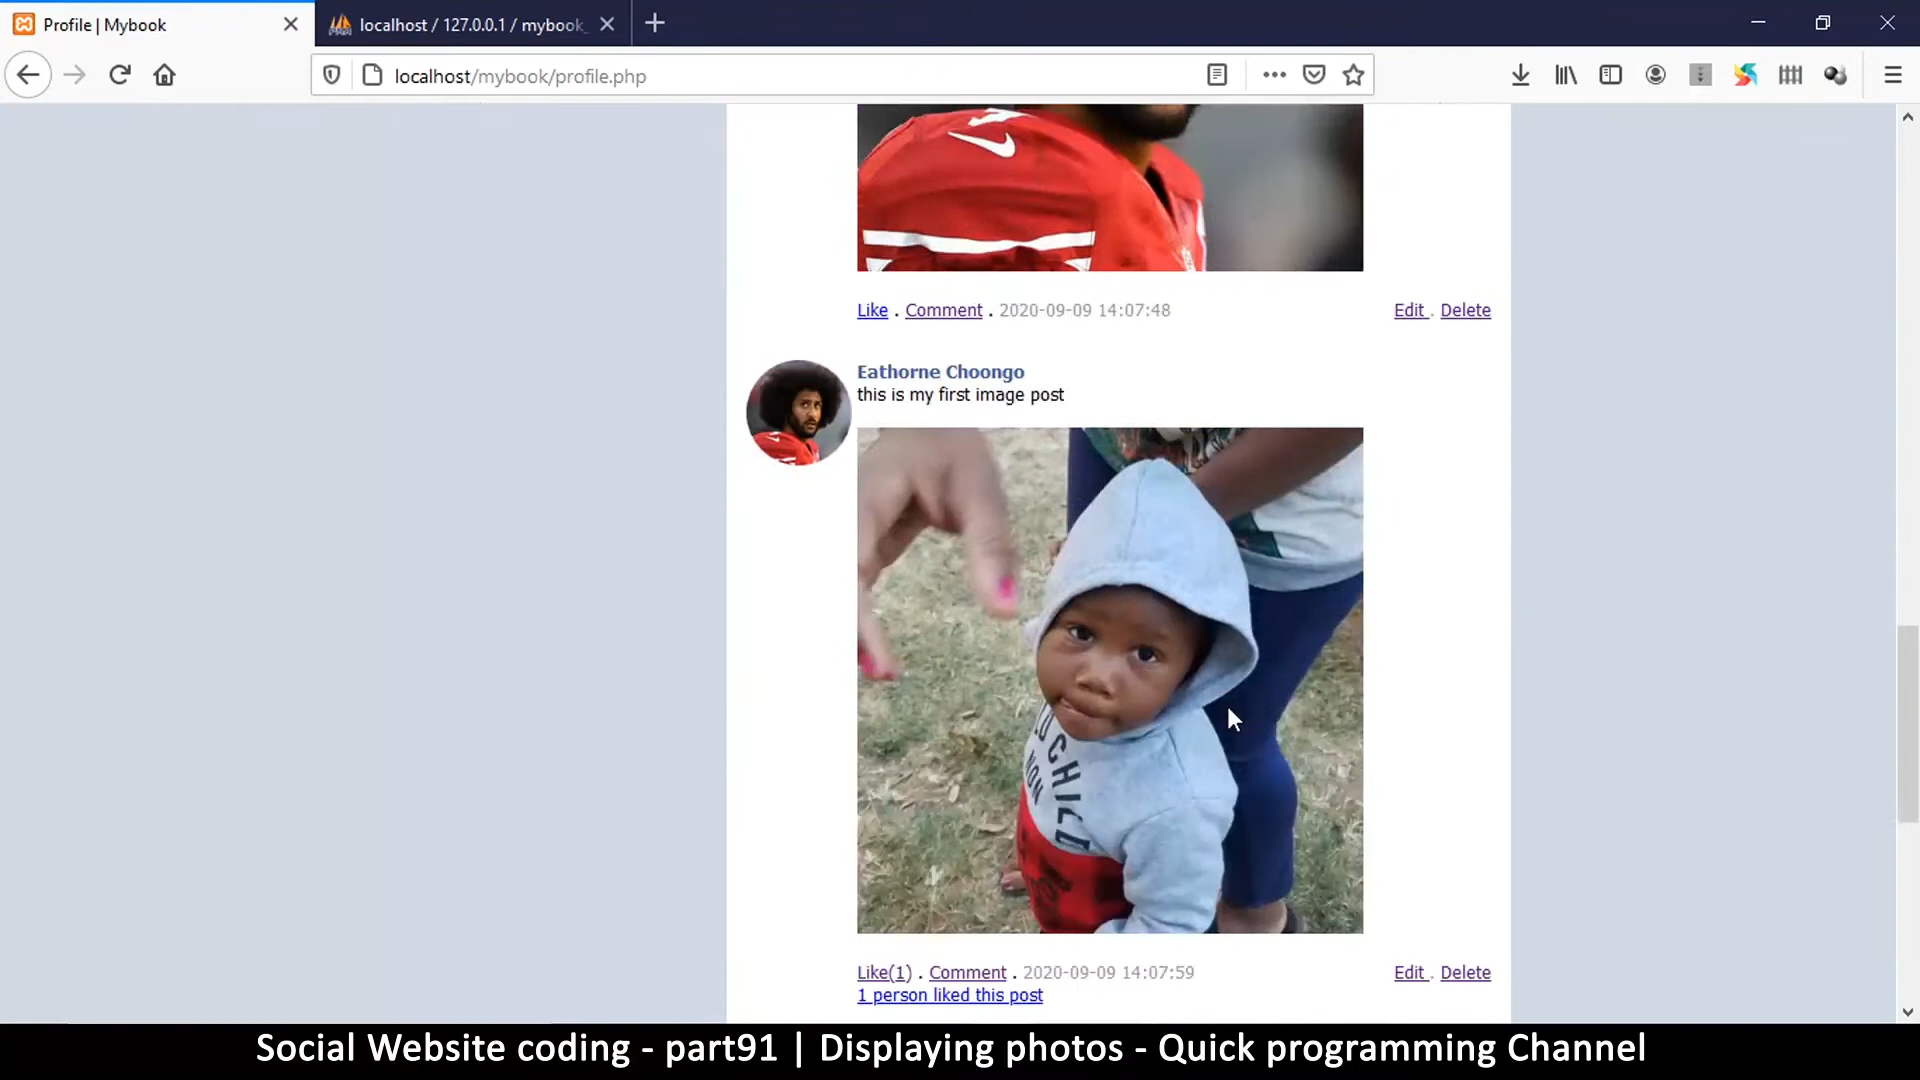 Profile | Mybook
localhost / 127.0.0.1 / mybook_
localhost/mybook/profile.php
Like . Comment . 2020-09-09 14:07:48
Edit . Delete
Eathorne Choongo
this is my first image post
Like(1) . Comment . 2020-09-09 14:07:59
Edit . Delete
1 person liked this post
Social Website coding - part91 | Displaying photos - Quick programming Channel